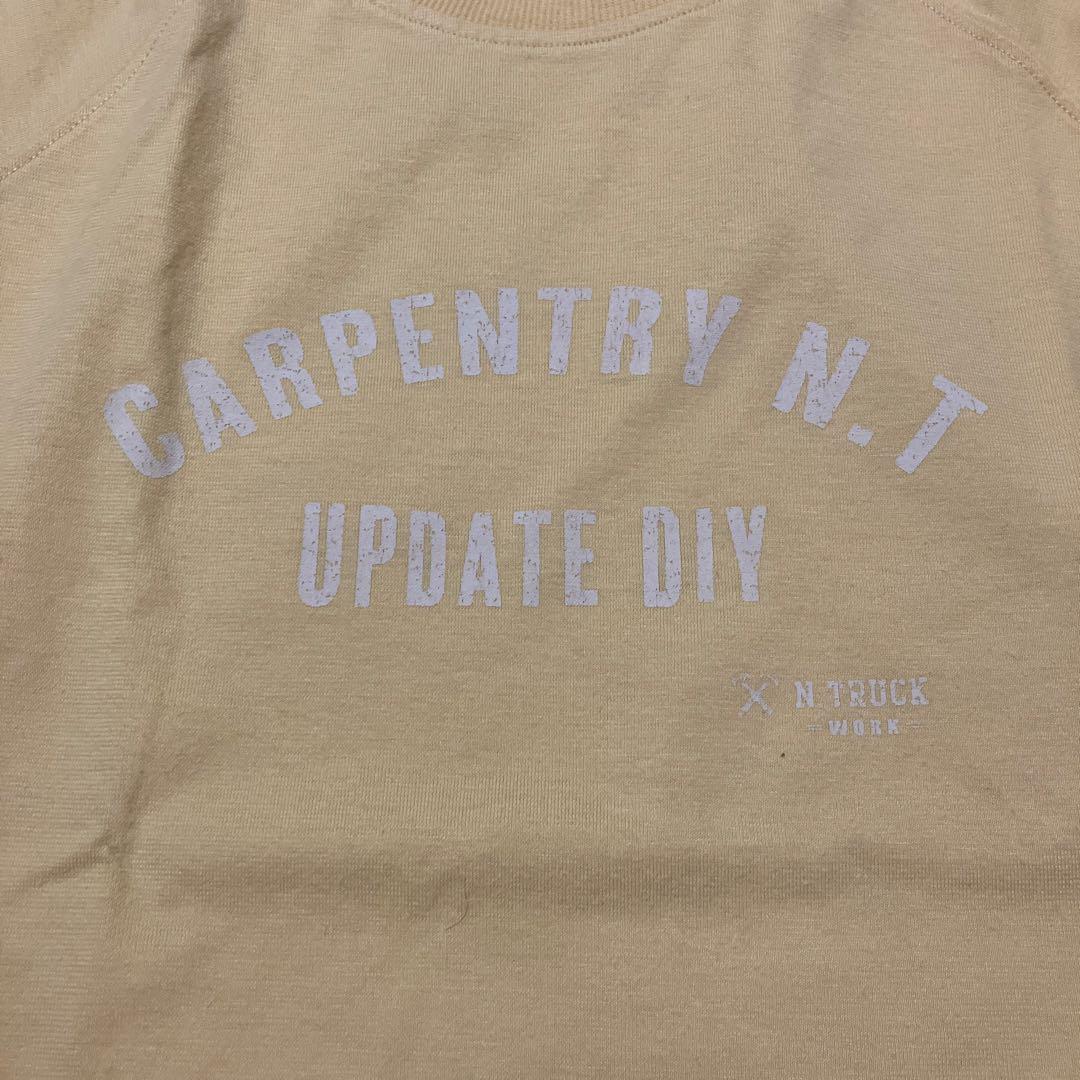 CARPENTRY N.T
UPDATE DIY
N.TRUCK
-WORK-